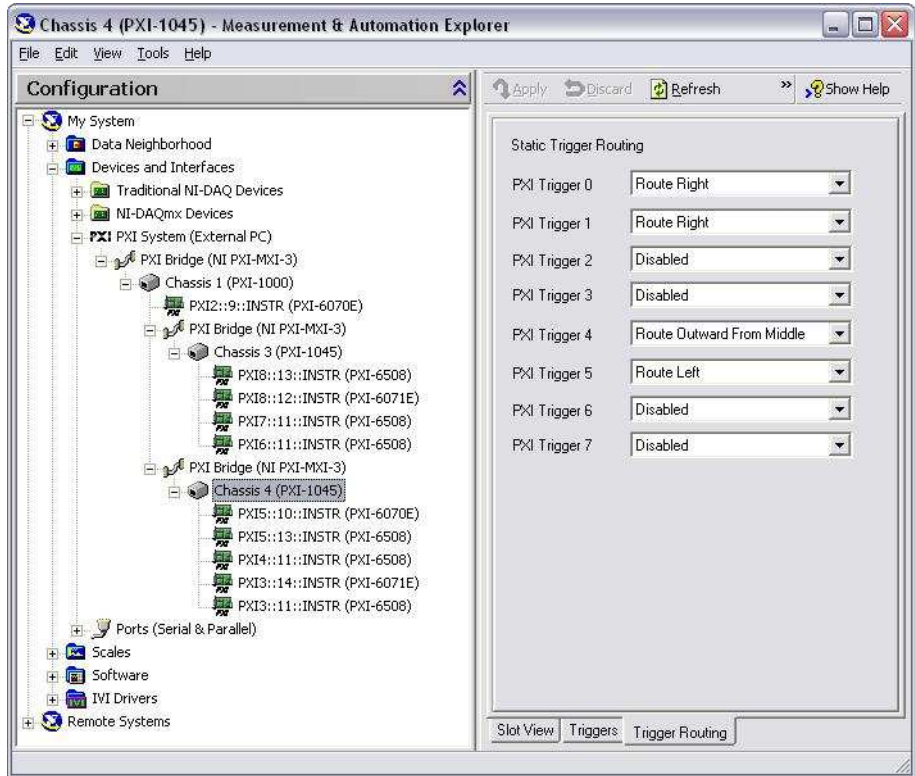 Chassis 4 (PXI-1045) - Measurement & Automation Explorer
File Edit View Tools Help
Configuration
My System
Data Neighborhood
Devices and Interfaces
Traditional NI-DAQ Devices
NI-DAQmx Devices
PXI PXI System (External PC)
PXI Bridge (NI PXI-MXI-3)
Chassis 1 (PXI-1000)
PXI2::9::INSTR (PXI-6070E)
PXI Bridge (NI PXI-MXI-3)
Chassis 3 (PXI-1045)
PXI8::13::INSTR (PXI-6508)
PXI8::12::INSTR (PXI-6071E)
PXI7::11::INSTR (PXI-6508)
PXI6::11::INSTR (PXI-6508)
PXI Bridge (NI PXI-MXI-3)
Chassis 4 (PXI-1045)
PXI5::10::INSTR (PXI-6070E)
PXI5::13::INSTR (PXI-6508)
PXI4::11::INSTR (PXI-6508)
PXI3::14::INSTR (PXI-6071E)
PXI3::11::INSTR (PXI-6508)
Ports (Serial & Parallel)
Scales
Software
IVI Drivers
Remote Systems
Apply Discard Refresh » Show Help
Static Trigger Routing
PXI Trigger 0 Route Right
PXI Trigger 1 Route Right
PXI Trigger 2 Disabled
PXI Trigger 3 Disabled
PXI Trigger 4 Route Outward From Middle
PXI Trigger 5 Route Left
PXI Trigger 6 Disabled
PXI Trigger 7 Disabled
Slot View Triggers Trigger Routing